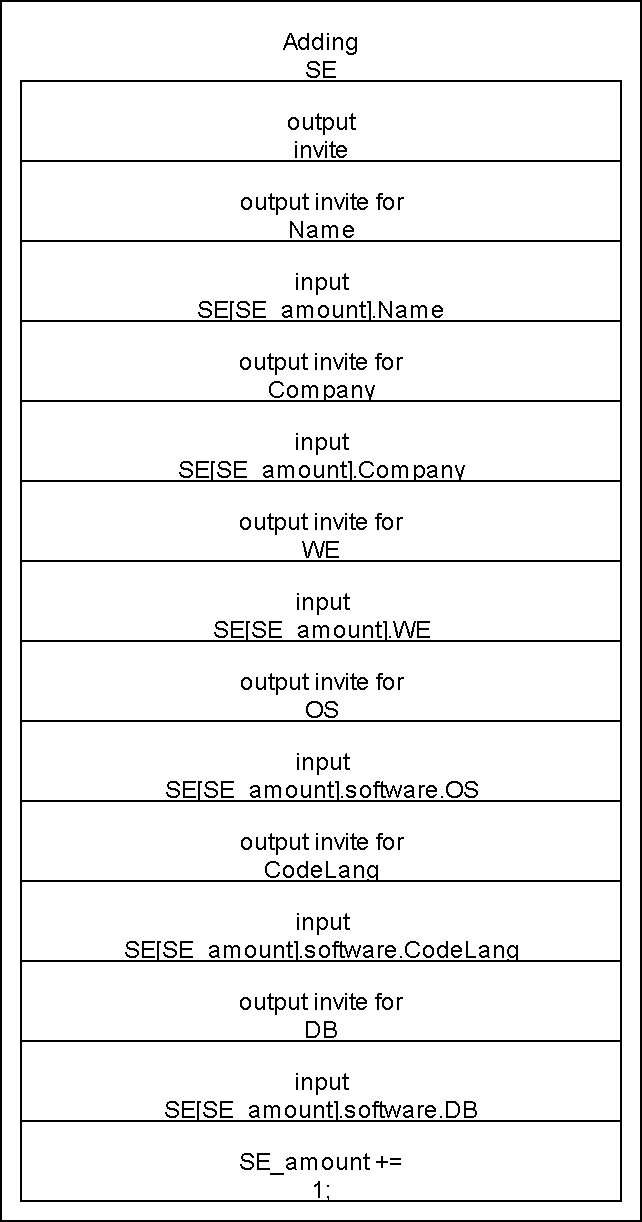 Adding
SE
output
invite
output invite for
Name
input
SE[SE_amount].Name
output invite for
Company
input
SE[SE_amount].Company
output invite for
WE
input
SE[SE_amount].WE
output invite for
OS
input
SE[SE_amount].software.OS
output invite for
CodeLang
input
SE[SE_amount].software.CodeLang
output invite for
DB
input
SE[SE_amount].software.DB
SE_amount +=
1;